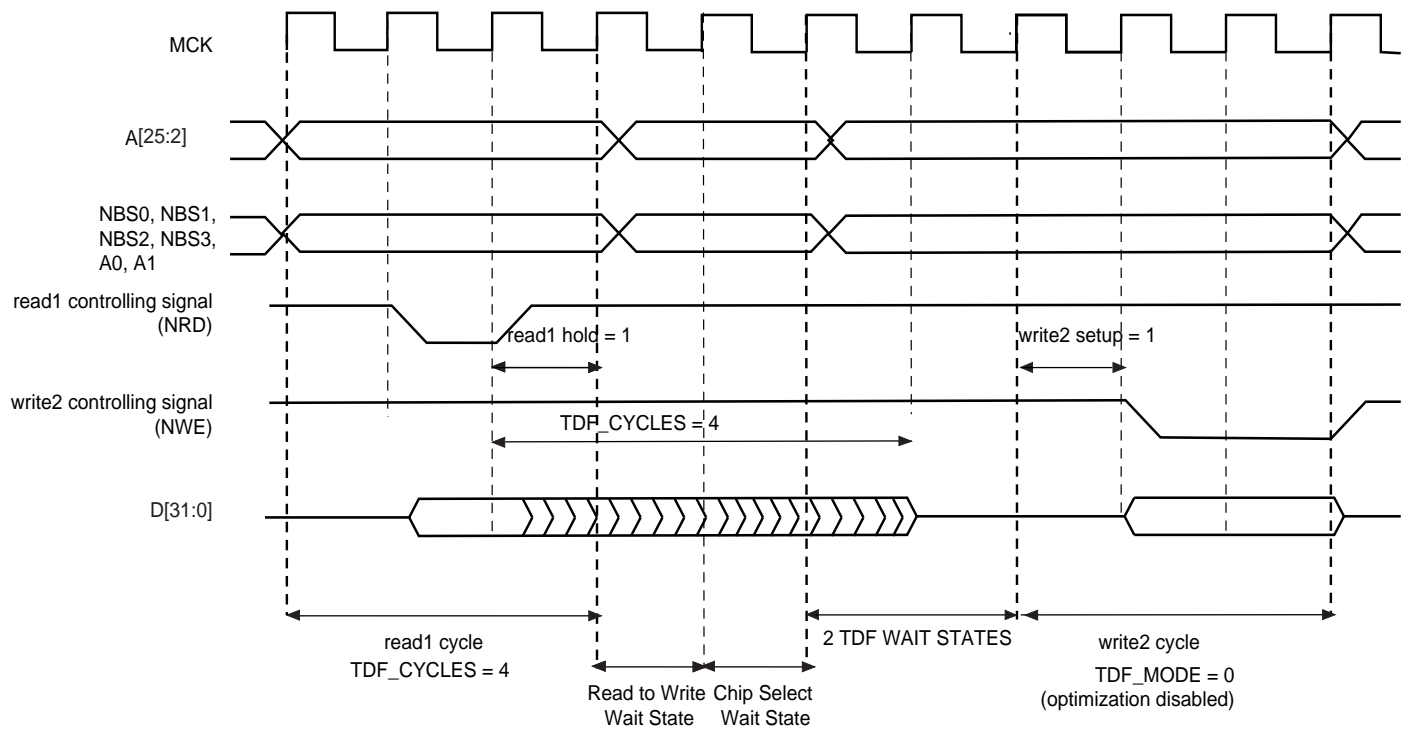 MCK
A[25:2]
NBS0, NBS1,
NBS2, NBS3,
A0, A1
read1 controlling signal
(NRD)
read1 hold = 1
write2 setup = 1
write2 controlling signal
(NWE)
TDF_CYCLES = 4
D[31:0]
read1 cycle
TDF_CYCLES = 4
2 TDF WAIT STATES
write2 cycle
TDF_MODE = 0
(optimization disabled)
Read to Write
Wait State
Chip Select
Wait State